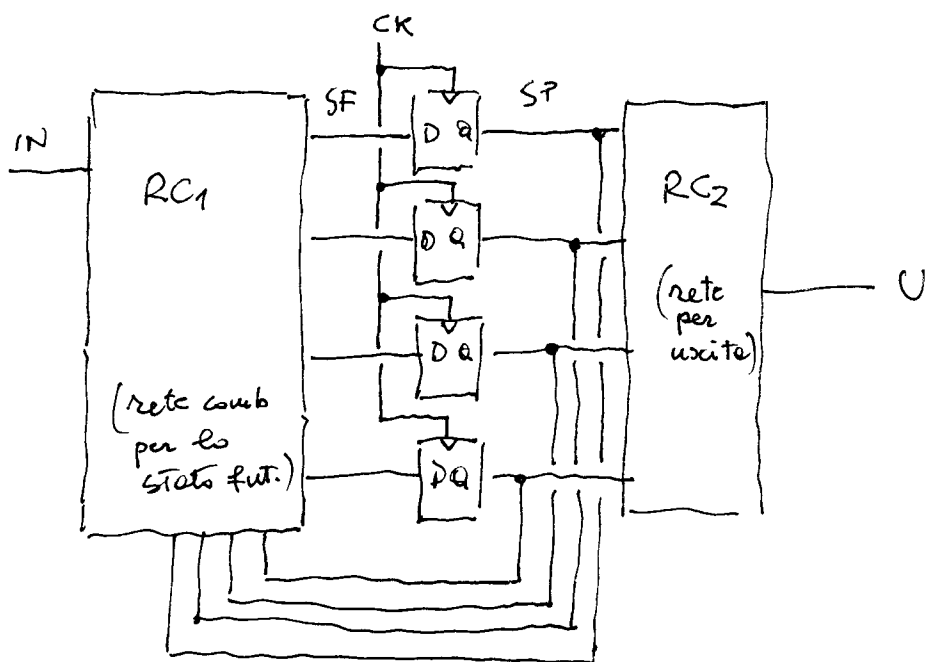 CK
SF
SP
IN
RC1
RC2
D Q
D Q
D Q
D Q
(rete
per
uscite)
U
(rete comb
per lo
stato fut.)